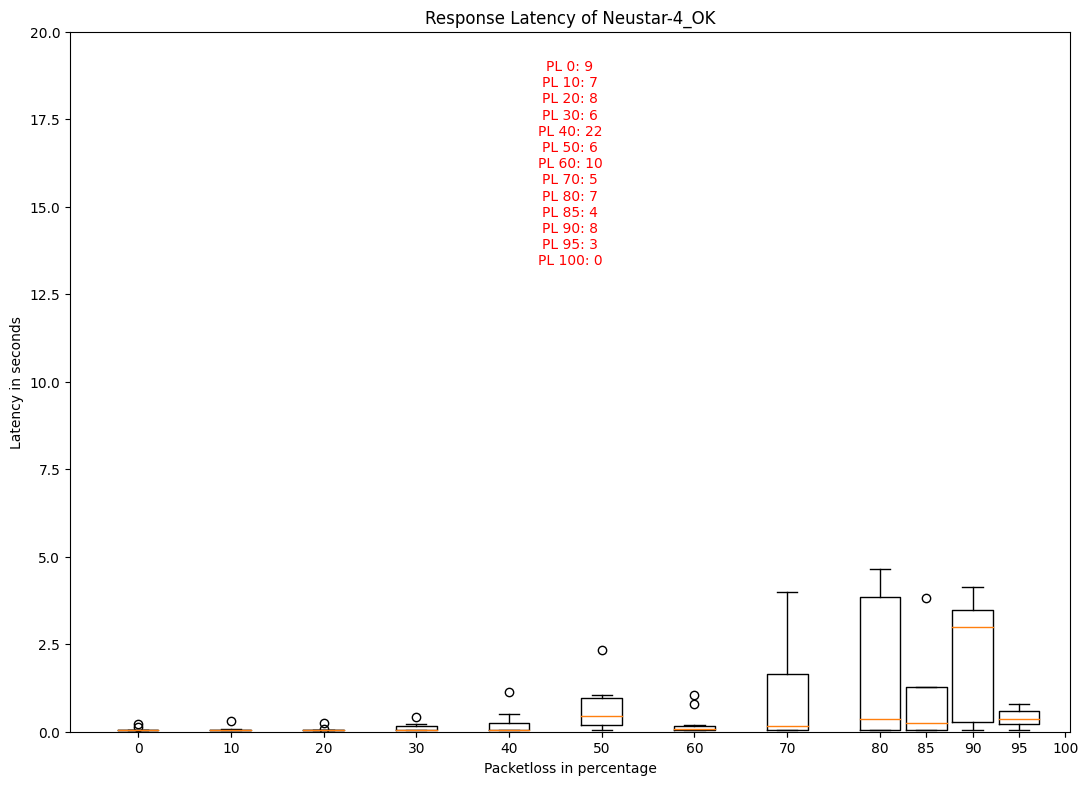 Response Latency of Neustar-4_OK
20.0
17.5
15.0
12.5
10.0
7.5
5.0
2.5
0.0
Latency in seconds
PL 0: 9
PL 10: 7
PL 20: 8
PL 30: 6
PL 40: 22
PL 50: 6
PL 60: 10
PL 70: 5
PL 80: 7
PL 85: 4
PL 90: 8
PL 95: 3
PL 100: 0
0 10 20 30 40 50 60 70 80 85 90 95 100
Packetloss in percentage